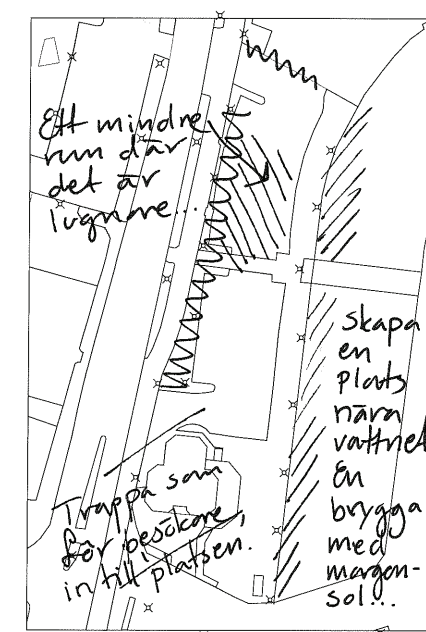 Ett mindre
rum där
det är
lugnare...
Skapa
en
plats
nära
vattnet
En
brygga
med
morgon-
sol...
Trappa som
för besökare
in till platsen.